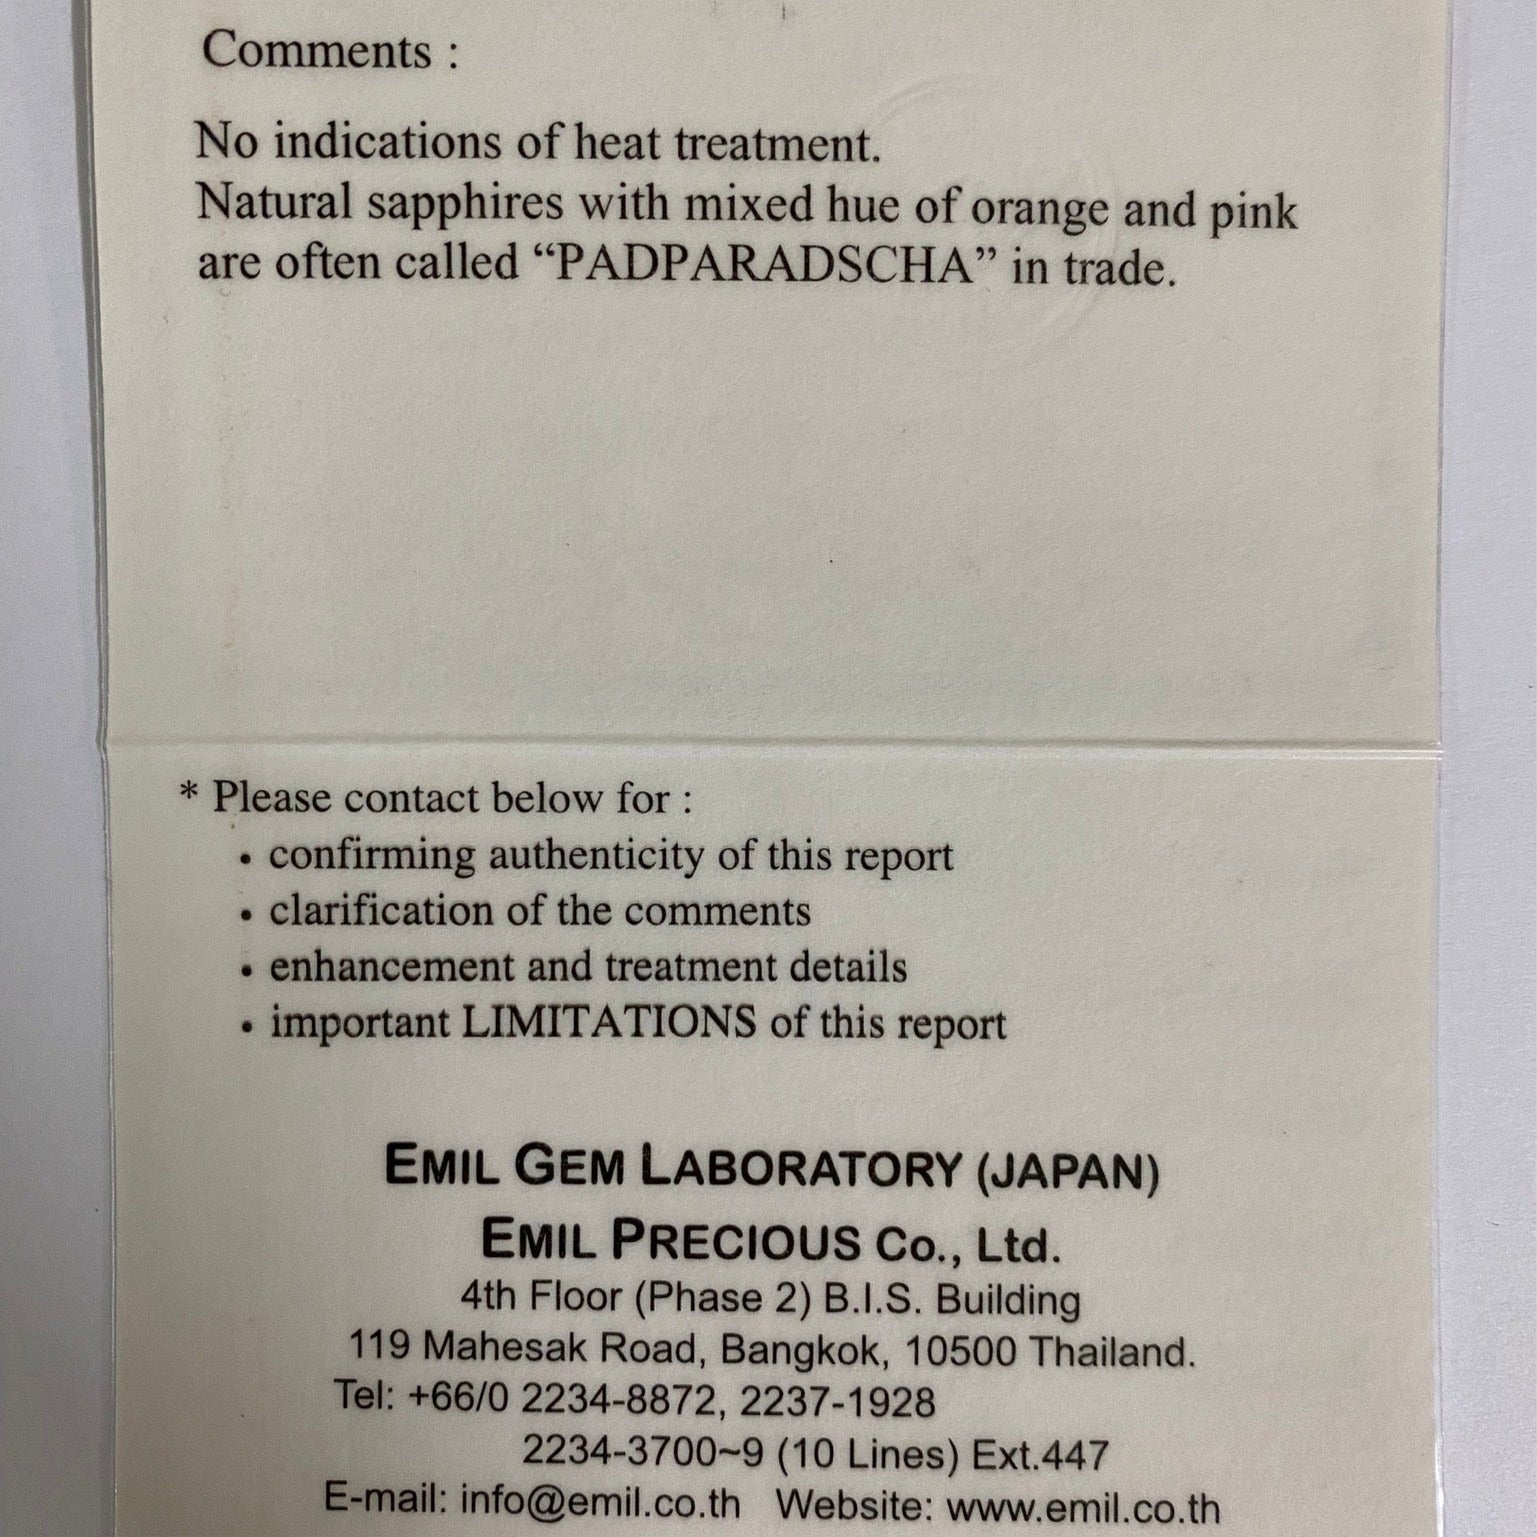 Comments :
No indications of heat treatment.
Natural sapphires with mixed hue of orange and pink
are often called “PADPARADSCHA” in trade.
* Please contact below for :
• confirming authenticity of this report
• clarification of the comments
• enhancement and treatment details
• important LIMITATIONS of this report
EMIL GEM LABORATORY (JAPAN)
EMIL PRECIOUS Co., Ltd.
4th Floor (Phase 2) B.I.S. Building
119 Mahesak Road, Bangkok, 10500 Thailand.
Tel: +66/0 2234-8872, 2237-1928
2234-3700~9 (10 Lines) Ext.447
E-mail: info@emil.co.th Website: www.emil.co.th